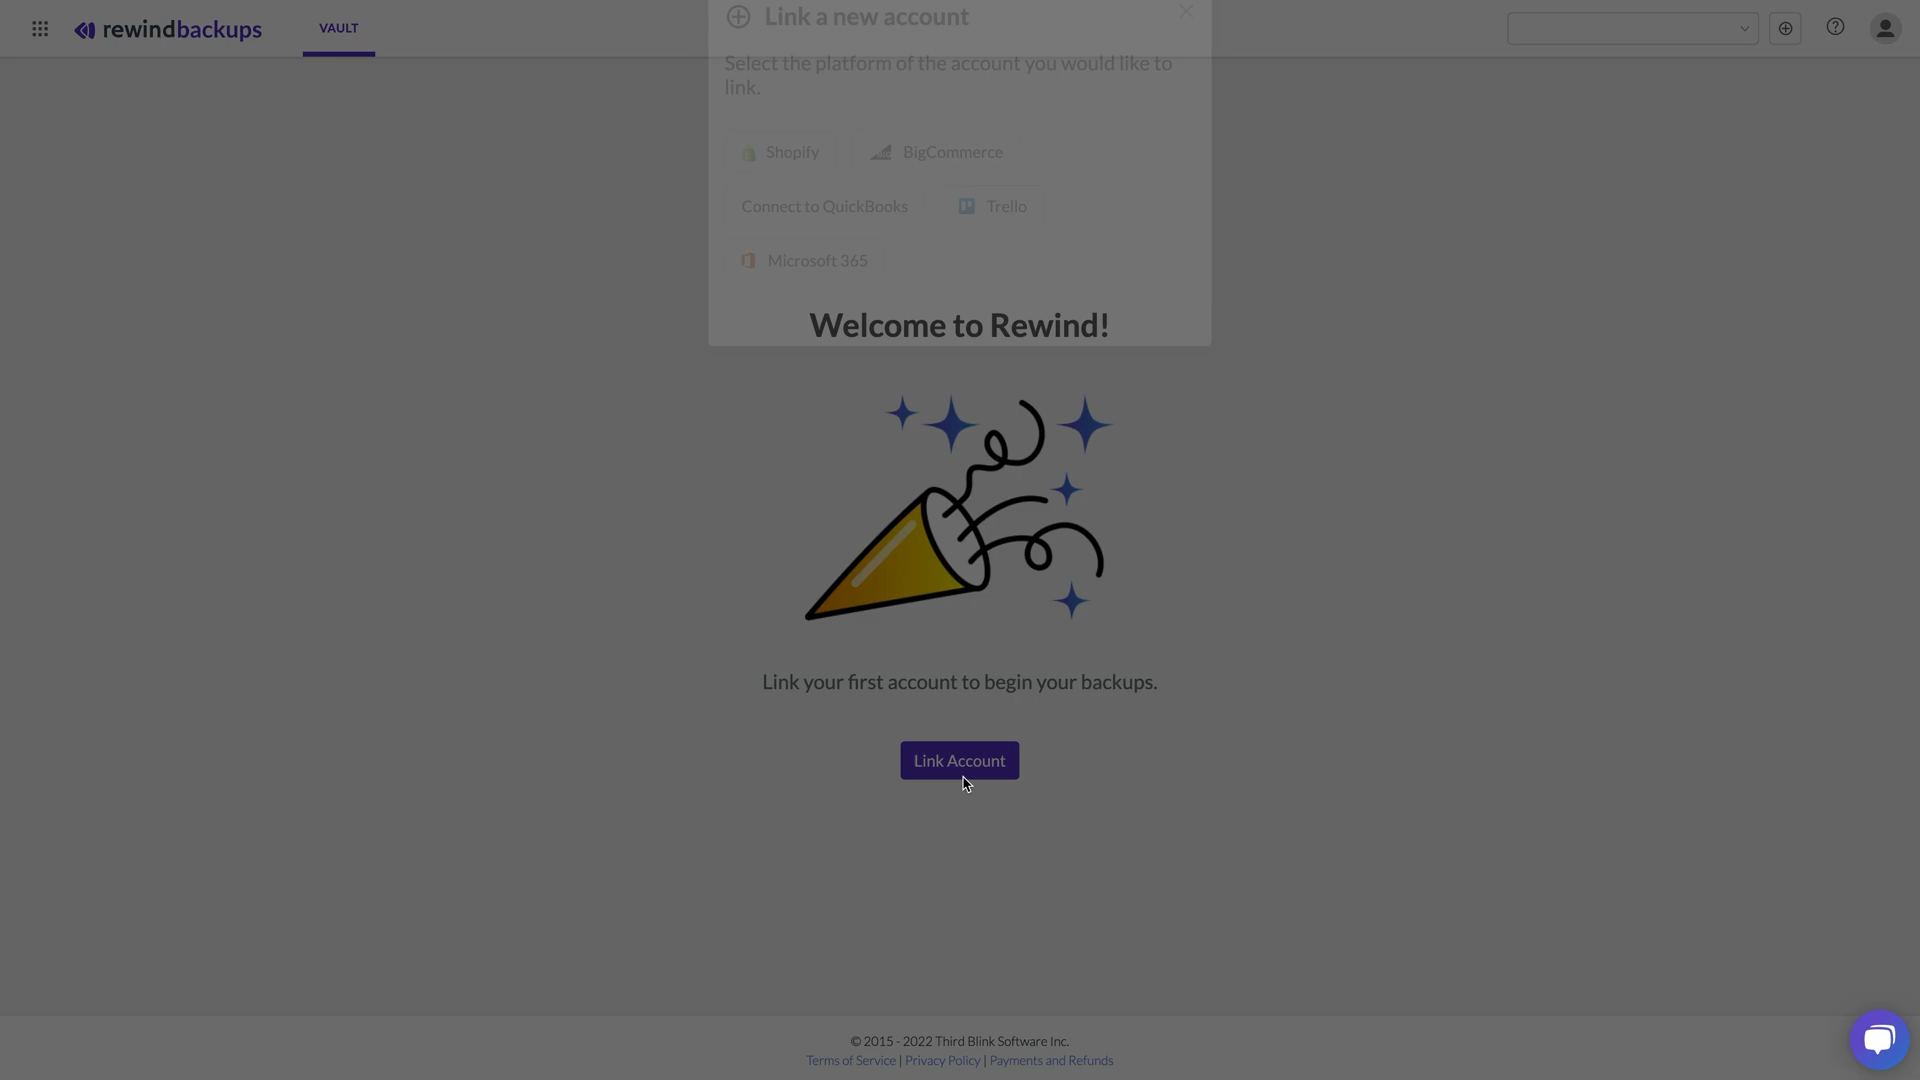 rewindbackups
VAULT
Link a new account
Select the platform of the account you would like to
link.
Shopify
BigCommerce
Connect to QuickBooks
Trello
Microsoft 365
Welcome to Rewind!
Link your first account to begin your backups.
Link Account
© 2015 - 2022 Third Blink Software Inc.
Terms of Service | Privacy Policy | Payments and Refunds